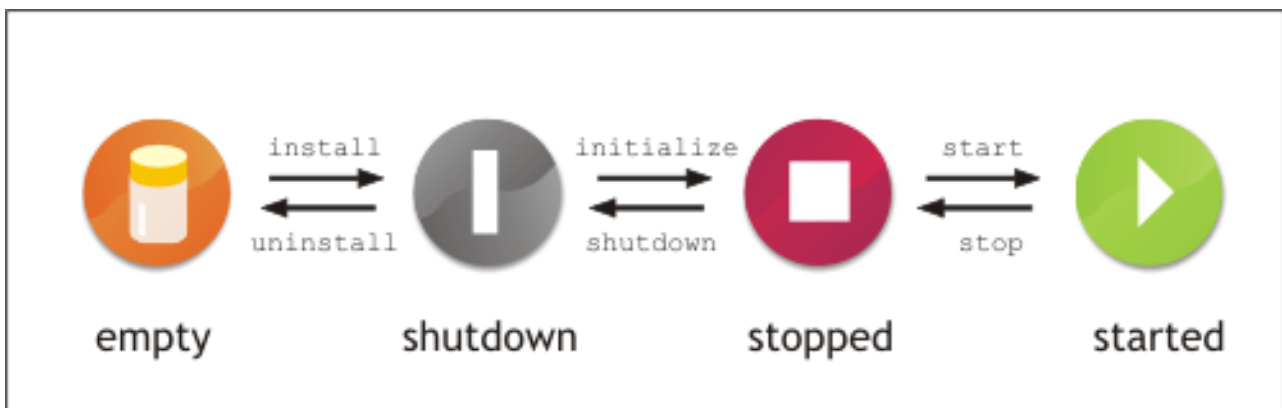 install
initialize
start
uninstall
shutdown
stop
empty
shutdown
stopped
started